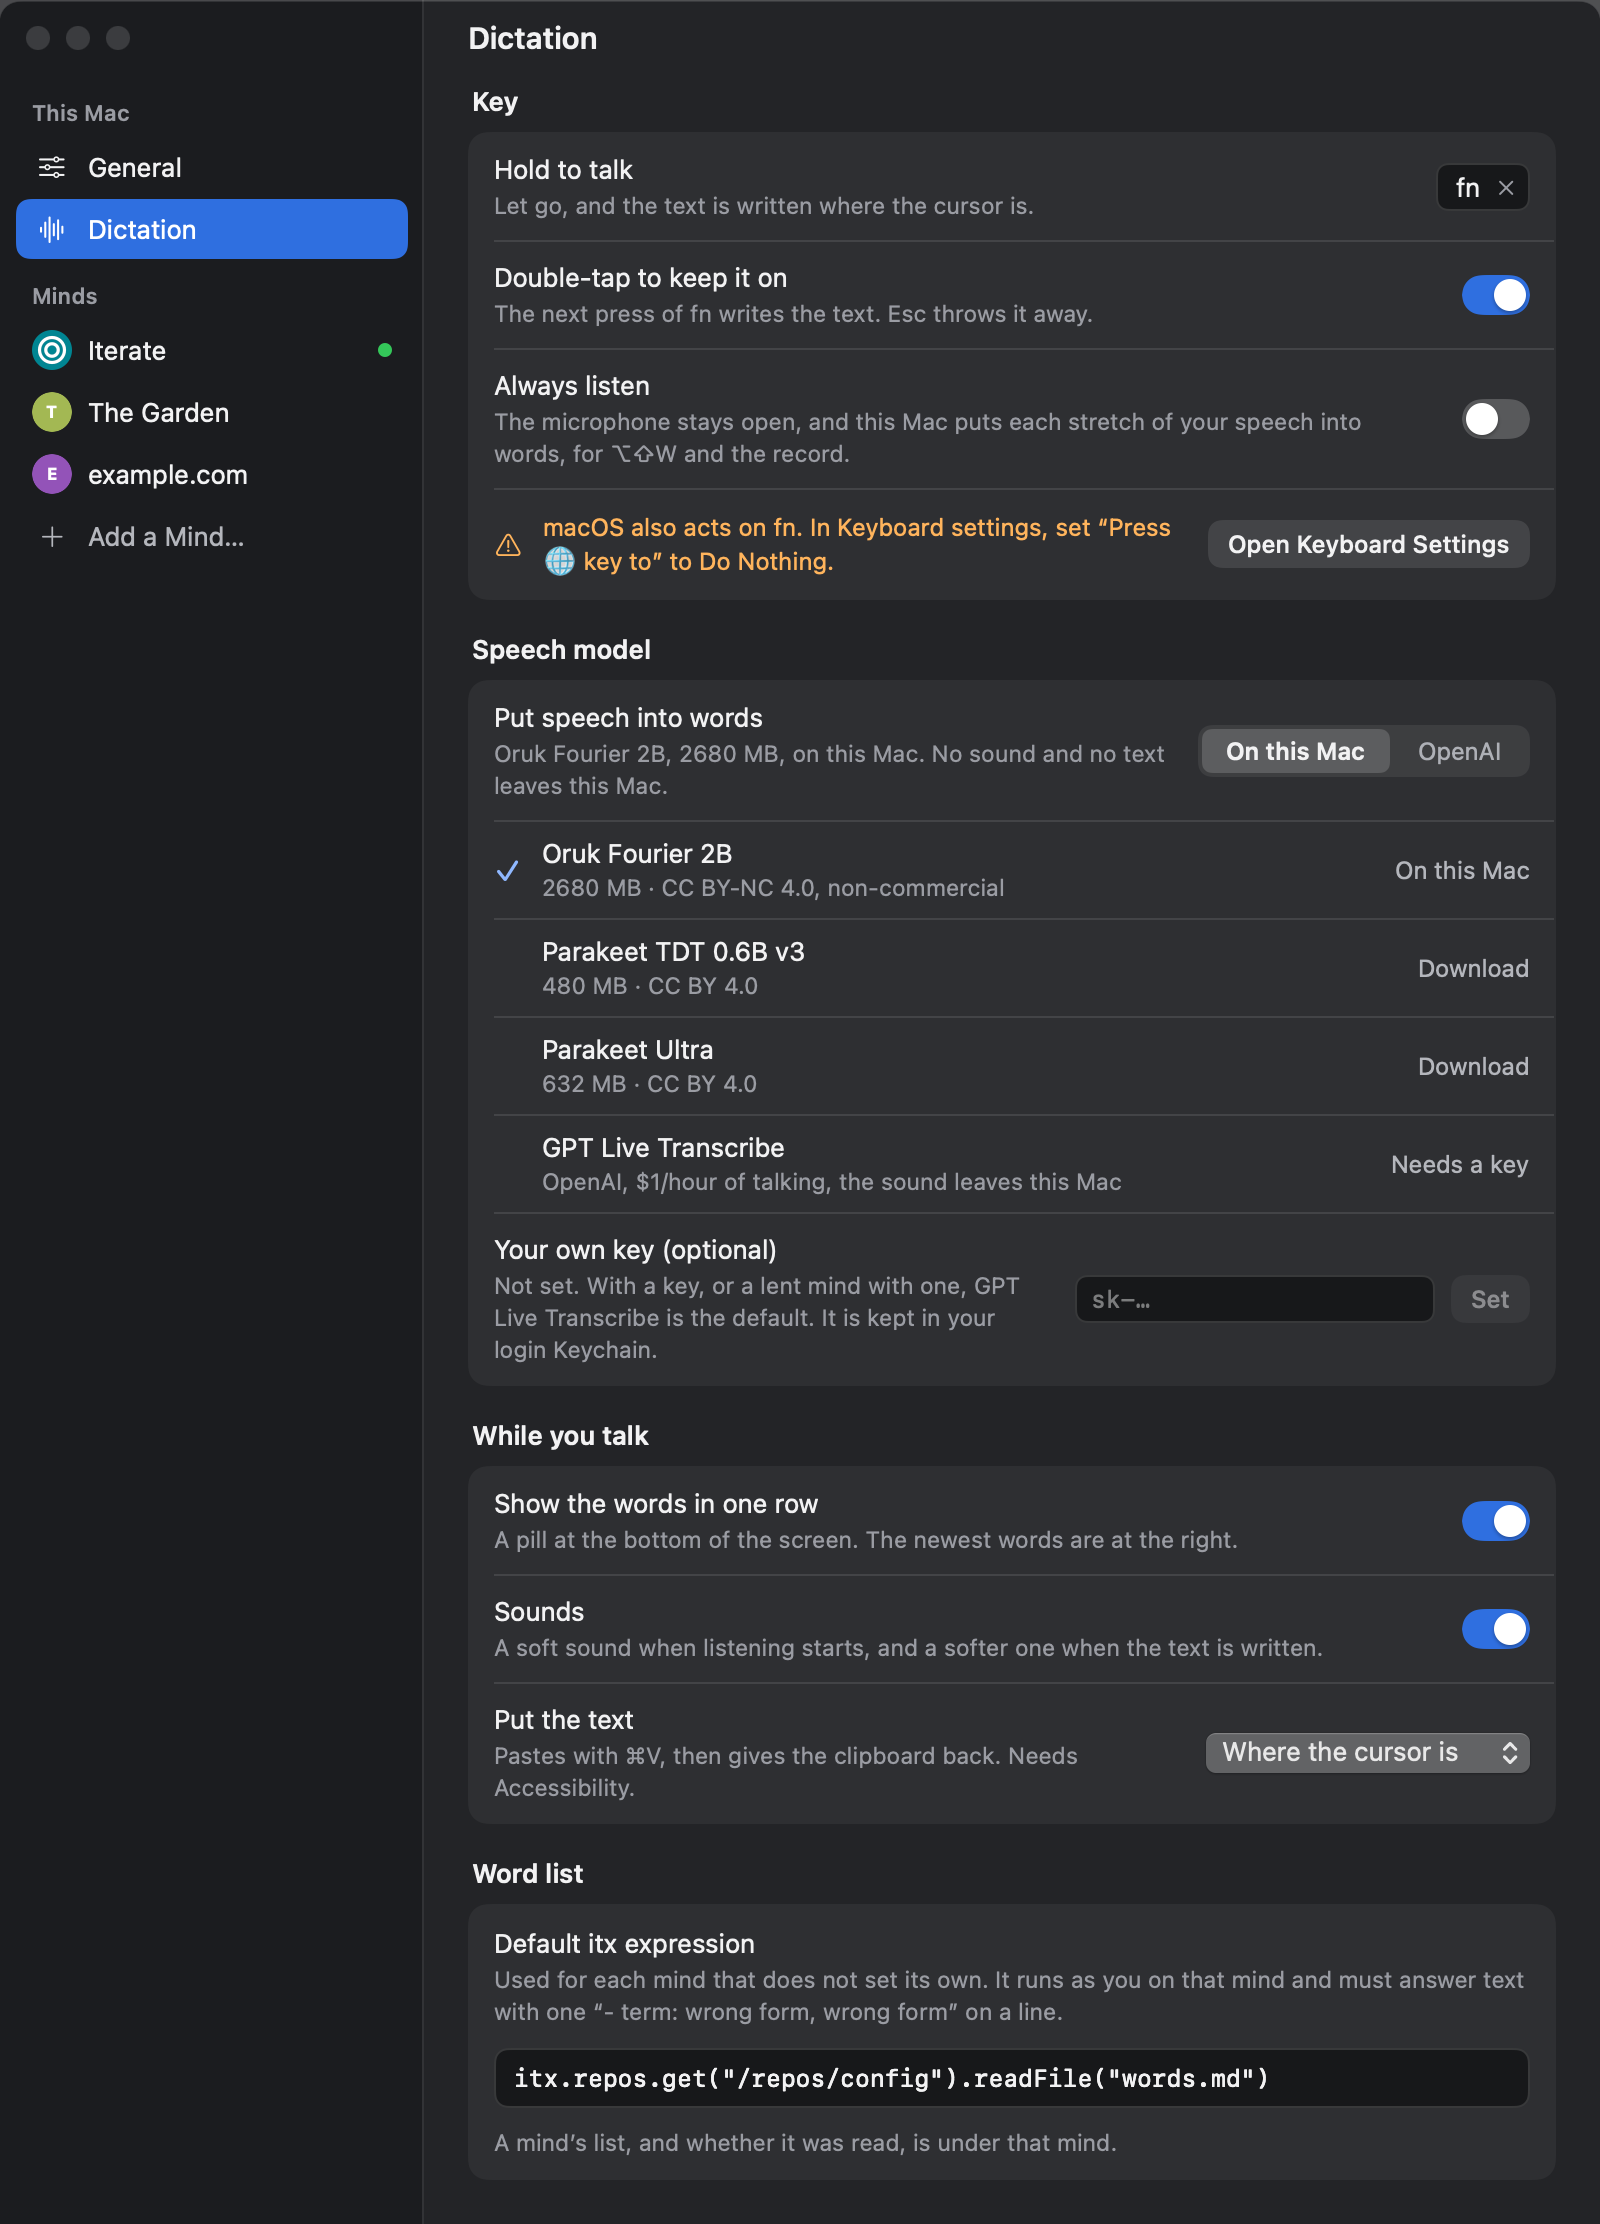 Dictation
This Mac
General
Dictation
Minds
Iterate
T
The Garden
E
example.com
Add a Mind...
Key
Hold to talk
Let go, and the text is written where the cursor is.
fn
Double-tap to keep it on
The next press of fn writes the text. Esc throws it away.
Always listen
The microphone stays open, and this Mac puts each stretch of your speech into
words, for ⌥⇧W and the record.
macOS also acts on fn. In Keyboard settings, set “Press
🌐 key to” to Do Nothing.
Open Keyboard Settings
Speech model
Put speech into words
Oruk Fourier 2B, 2680 MB, on this Mac. No sound and no text
leaves this Mac.
On this Mac
OpenAI
Oruk Fourier 2B
2680 MB · CC BY-NC 4.0, non-commercial
On this Mac
Parakeet TDT 0.6B v3
480 MB · CC BY 4.0
Download
Parakeet Ultra
632 MB · CC BY 4.0
Download
GPT Live Transcribe
OpenAI, $1/hour of talking, the sound leaves this Mac
Needs a key
Your own key (optional)
Not set. With a key, or a lent mind with one, GPT
Live Transcribe is the default. It is kept in your
login Keychain.
sk-…
Set
While you talk
Show the words in one row
A pill at the bottom of the screen. The newest words are at the right.
Sounds
A soft sound when listening starts, and a softer one when the text is written.
Put the text
Pastes with ⌘V, then gives the clipboard back. Needs
Accessibility.
Where the cursor is
Word list
Default itx expression
Used for each mind that does not set its own. It runs as you on that mind and must answer text
with one “- term: wrong form, wrong form” on a line.
itx.repos.get("/repos/config").readFile("words.md")
A mind’s list, and whether it was read, is under that mind.